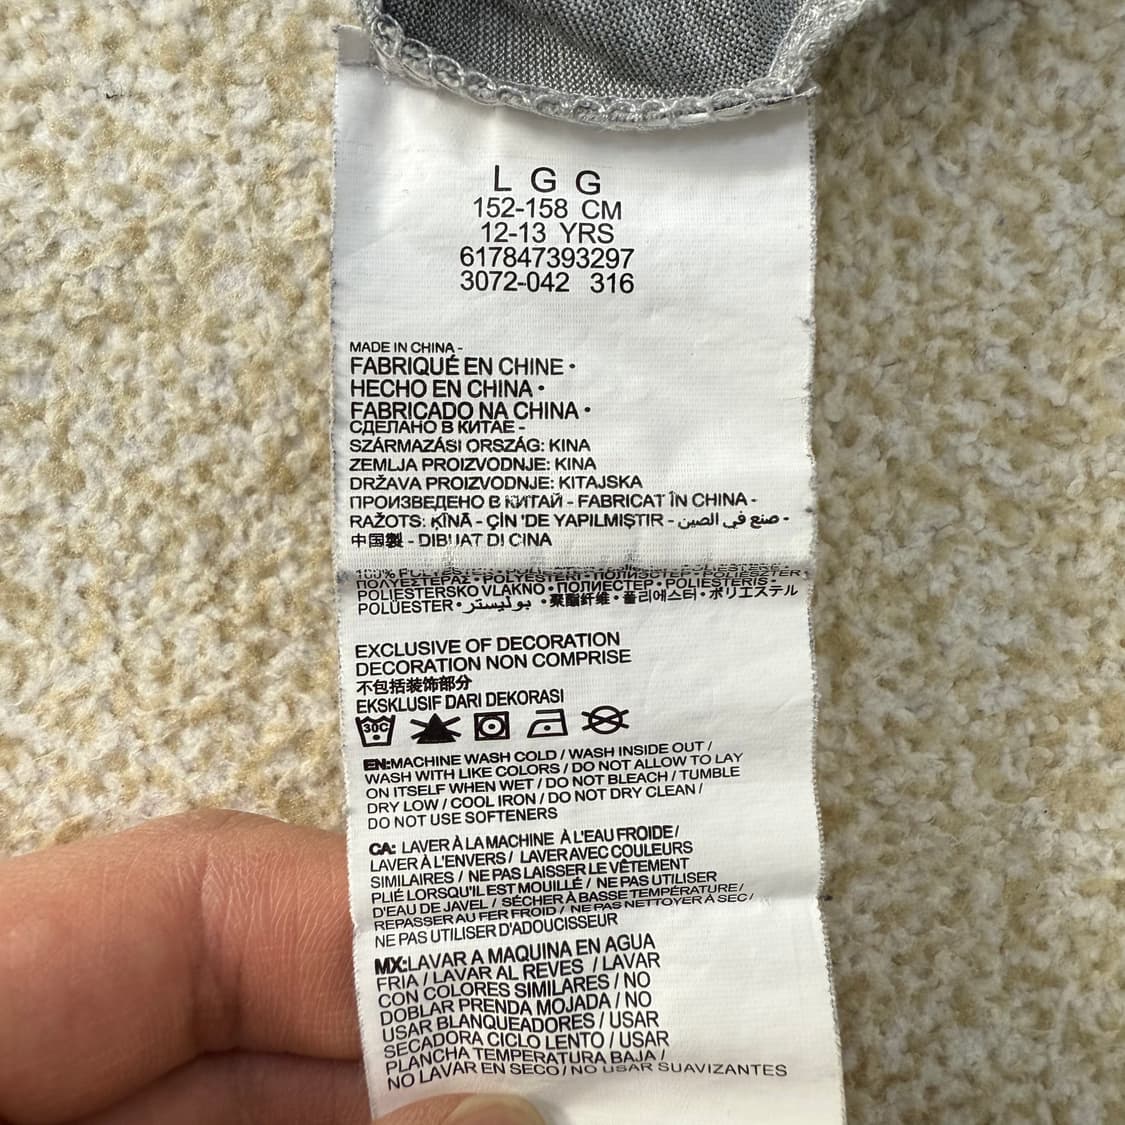 L G G
152-158 CM
12-13 YRS
617847393297
3072-042 316
MADE IN CHINA -
FABRIQUÉ EN CHINE •
HECHO EN CHINA •
FABRICADO NA CHINA •
СДЕЛАНО В КИТАЕ -
SZÁRMAZÁSI ORSZÁG: KINA
ZEMLJA PROIZVODNJE: KINA
DRŽAVA PROIZVODNJE: KITAJSKA
ПРОИЗВЕДЕНО В КИТАЙ - FABRICAT ÎN CHINA -
RAŽOTS: ĶĪNĀ - ÇİN 'DE YAPILMIŞTIR - صنع في الصين -
中国製 - DIBUAT DI CINA
100%
ΠΟΛΥΕΣΤΕΡΑΣ • POLYESTERI • ПОЛИЭСТЕР • POLIESZTER •
POLIESTERSKO VLAKNO • ПОЛИЕСТЕР • POLIESTERIS -
POLÜESTER • بوليستر • 聚酯纤维 • 폴리에스터 • ポリエステル
EXCLUSIVE OF DECORATION
DECORATION NON COMPRISE
不包括装饰部分
EKSKLUSIF DARI DEKORASI
30C
EN:MACHINE WASH COLD / WASH INSIDE OUT /
WASH WITH LIKE COLORS / DO NOT ALLOW TO LAY
ON ITSELF WHEN WET / DO NOT BLEACH / TUMBLE
DRY LOW / COOL IRON / DO NOT DRY CLEAN /
DO NOT USE SOFTENERS
CA: LAVER À LA MACHINE À L'EAU FROIDE /
LAVER À L'ENVERS / LAVER AVEC COULEURS
SIMILAIRES / NE PAS LAISSER LE VÊTEMENT
PLIÉ LORSQU'IL EST MOUILLÉ / NE PAS UTILISER
D'EAU DE JAVEL / SÉCHER À BASSE TEMPÉRATURE /
REPASSER AU FER FROID / NE PAS NETTOYER À SEC /
NE PAS UTILISER D'ADOUCISSEUR
MX:LAVAR A MAQUINA EN AGUA
FRIA / LAVAR AL REVES / LAVAR
CON COLORES SIMILARES / NO
DOBLAR PRENDA MOJADA / NO
USAR BLANQUEADORES / USAR
SECADORA CICLO LENTO / USAR
PLANCHA TEMPERATURA BAJA /
NO LAVAR EN SECO / NO USAR SUAVIZANTES